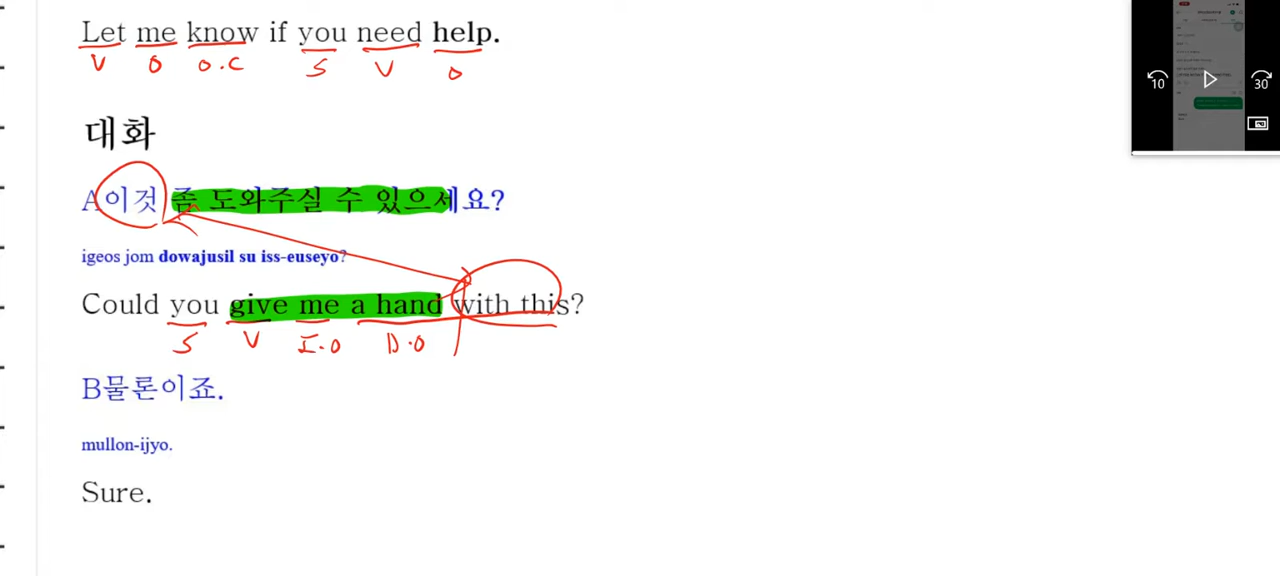 Let me know if you need help.
V O O.C S V O
대화
A이것 좀 도와주실 수 있으세요?
igeos jom dowajusil su iss-euseyo?
Could you give me a hand with this?
S V I.O D.O
B물론이죠.
mullon-ijyo.
Sure.
10 30